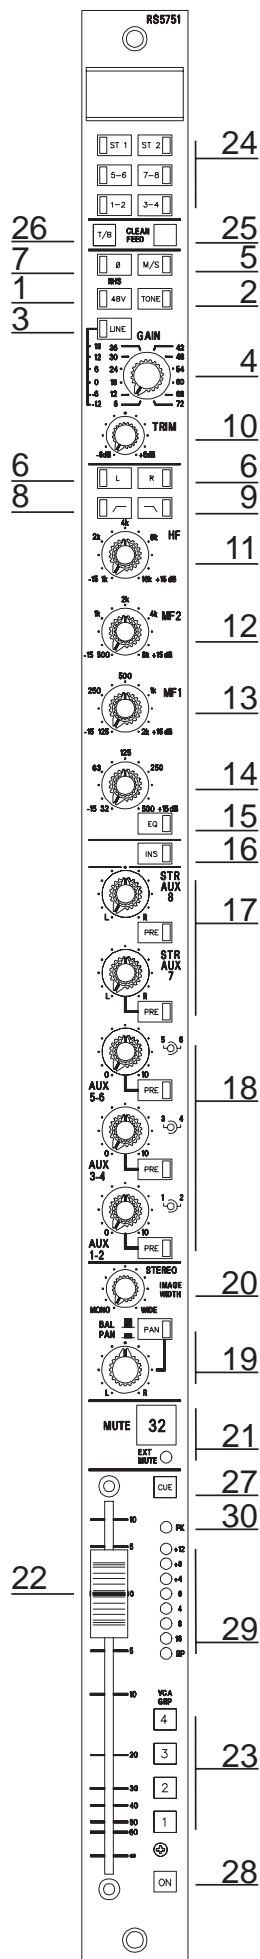 RS5751
ST 1 ST 2 24
5-6 7-8
1-2 3-4
26 T/B CLEAN FEED 25
7 Ø M/S 5
RHS
1 48V TONE 2
3 LINE
GAIN
18 36 42
12 30 48
6 24 54 4
0 18 60
-6 12 66
-12 6 72
TRIM 10
-6dB +6dB
6 L R 6
8 9
4k HF
2k 8k 11
-15 1k 16k +15dB
2k
1k 4k MF2 12
-15 500 8k +15dB
500
250 1k MF1 13
-15 125 2k +15dB
125
63 250 14
-15 32 500 +15dB
EQ 15
INS 16
STR
AUX
8
L R 17
PRE
STR
AUX
7
L R
PRE
5 6
0 10
AUX
5-6 PRE 18
3 4
0 10
AUX
3-4 PRE
1 2
0 10
AUX
1-2 PRE
STEREO
IMAGE
WIDTH 20
MONO WIDE
BAL
PAN PAN
19
L R
MUTE 32 21
EXT
MUTE
CUE 27
10 PK 30
5 +12
+8
+4
22 0 0 29
4
8
16
5 SP
10 VCA
GRP
4
20 3 23
30 2
40
50 1
60
∞
ON 28